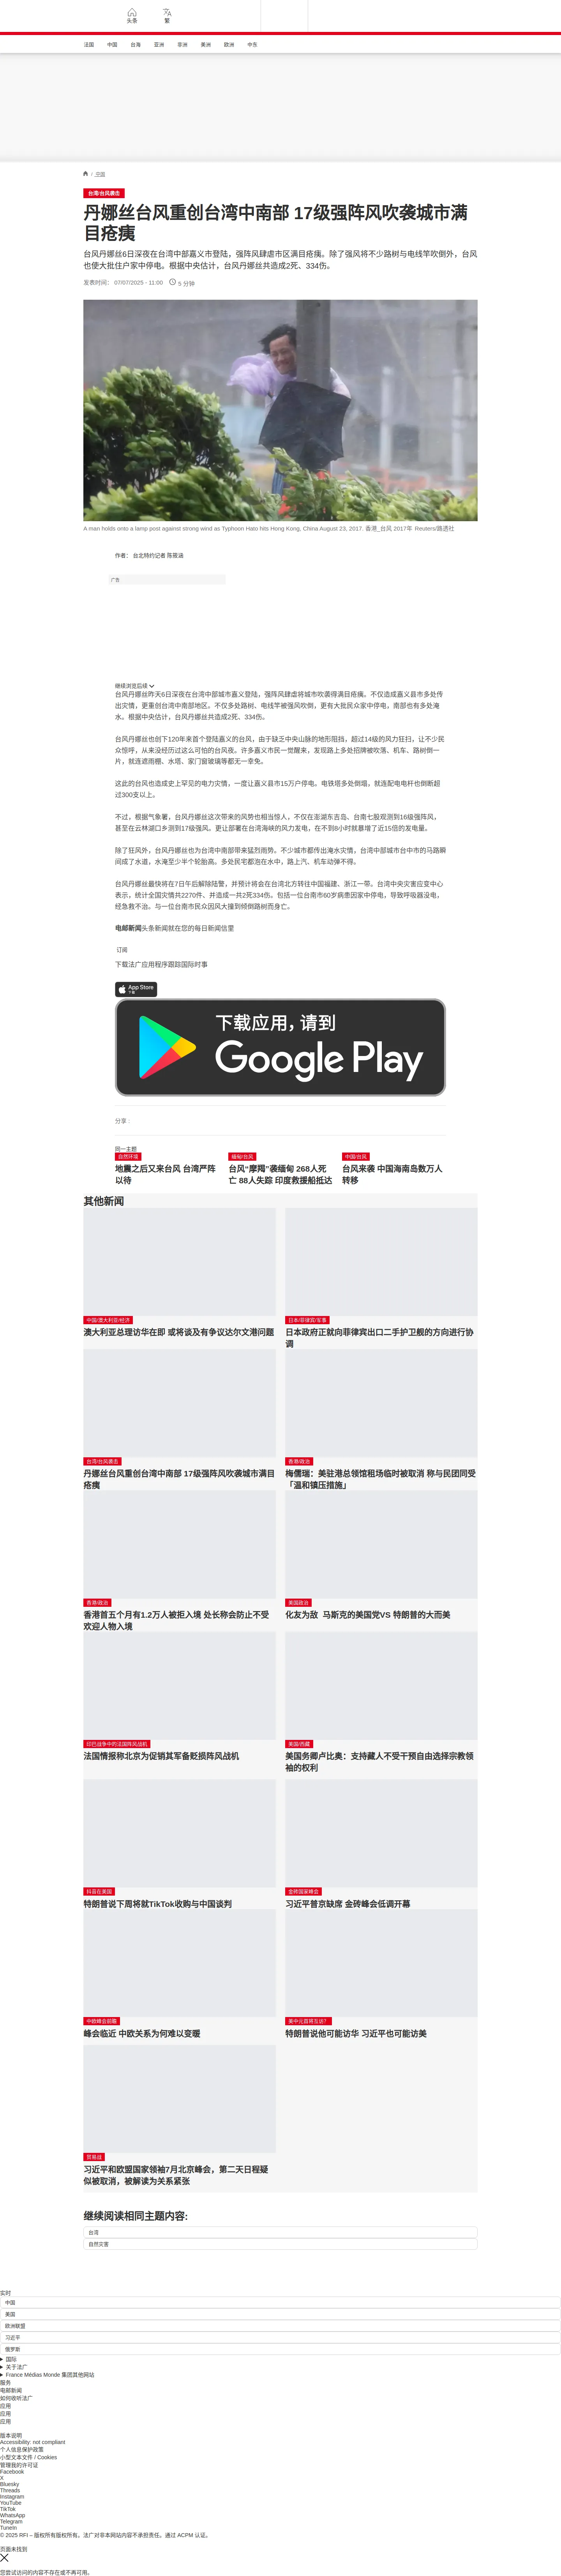 头条
繁
法国
中国
台海
亚洲
非洲
美洲
欧洲
中东
/ 中国
台湾/台风袭击
丹娜丝台风重创台湾中南部 17级强阵风吹袭城市满
目疮痍
台风丹娜丝6日深夜在台湾中部嘉义市登陆，强阵风肆虐市区满目疮痍。除了强风将不少路树与电线竿吹倒外，台风
也使大批住户家中停电。根据中央估计，台风丹娜丝共造成2死、334伤。
发表时间： 07/07/2025 - 11:00
5 分钟
A man holds onto a lamp post against strong wind as Typhoon Hato hits Hong Kong, China August 23, 2017. 香港_台风 2017年 Reuters/路透社
作者： 台北特约记者 陈筱涵
广告
继续浏览后续
台风丹娜丝昨天6日深夜在台湾中部城市嘉义登陆，强阵风肆虐将城市吹袭得满目疮痍。不仅造成嘉义县市多处传
出灾情，更重创台湾中南部地区。不仅多处路树、电线竿被强风吹倒，更有大批民众家中停电，南部也有多处淹
水。根据中央估计，台风丹娜丝共造成2死、334伤。
台风丹娜丝也创下120年来首个登陆嘉义的台风，由于缺乏中央山脉的地形阻挡，超过14级的风力狂扫，让不少民
众惊呼，从来没经历过这么可怕的台风夜。许多嘉义市民一觉醒来，发现路上多处招牌被吹落、机车、路树倒一
片，就连遮雨棚、水塔、家门窗玻璃等都无一幸免。
这此的台风也造成史上罕见的电力灾情，一度让嘉义县市15万户停电。电铁塔多处倒塌，就连配电电杆也倒断超
过300支以上。
不过，根据气象署，台风丹娜丝这次带来的风势也相当惊人，不仅在澎湖东吉岛、台南七股观测到16级强阵风，
甚至在云林湖口乡测到17级强风。更让部署在台湾海峡的风力发电，在不到8小时就暴增了近15倍的发电量。
除了狂风外，台风丹娜丝也为台湾中部带来猛烈雨势。不少城市都传出淹水灾情，台湾中部城市台中市的马路瞬
间成了水道，水淹至少半个轮胎高。多处民宅都泡在水中，路上汽、机车动弹不得。
台风丹娜丝最快将在7日午后解除陆警，并预计将会在台湾北方转往中国福建、浙江一带。台湾中央灾害应变中心
表示，统计全国灾情共2270件、并造成一共2死334伤。包括一位台南市60岁病患因家中停电，导致呼吸器没电，
经急救不治。与一位台南市民众因风大撞到倾倒路树而身亡。
电邮新闻头条新闻就在您的每日新闻信里
订阅
下载法广应用程序跟踪国际时事
App Store
下载
下载应用，请到
Google Play
分享 :
同一主题
自然环境
地震之后又来台风 台湾严阵
以待
缅甸/台风
台风“摩羯”袭缅甸 268人死
亡 88人失踪 印度救援船抵达
中国/台风
台风来袭 中国海南岛数万人
转移
其他新闻
中国/澳大利亚/经济
澳大利亚总理访华在即 或将谈及有争议达尔文港问题
日本/菲律宾/军事
日本政府正就向菲律宾出口二手护卫舰的方向进行协
调
台湾/台风袭击
丹娜丝台风重创台湾中南部 17级强阵风吹袭城市满目
疮痍
香港/政治
梅儒瑞：美驻港总领馆租场临时被取消 称与民团同受
「温和镇压措施」
香港/政治
香港首五个月有1.2万人被拒入境 处长称会防止不受
欢迎人物入境
美国政治
化友为敌 马斯克的美国党VS 特朗普的大而美
印巴战争中的法国阵风战机
法国情报称北京为促销其军备贬损阵风战机
美国/西藏
美国务卿卢比奥：支持藏人不受干预自由选择宗教领
袖的权利
抖音在美国
特朗普说下周将就TikTok收购与中国谈判
金砖国家峰会
习近平普京缺席 金砖峰会低调开幕
中欧峰会前瞻
峰会临近 中欧关系为何难以变暖
美中元首将互访？
特朗普说他可能访华 习近平也可能访美
贸易战
习近平和欧盟国家领袖7月北京峰会，第二天日程疑
似被取消，被解读为关系紧张
继续阅读相同主题内容:
台湾
自然灾害
实时
中国
美国
欧洲联盟
习近平
俄罗斯
国际
关于法广
France Médias Monde 集团其他网站
服务
电邮新闻
如何收听法广
应用
应用
应用
版本说明
Accessibility: not compliant
个人信息保护政策
小型文本文件 / Cookies
管理我的许可证
Facebook
X
Bluesky
Threads
Instagram
YouTube
TikTok
WhatsApp
Telegram
TuneIn
© 2025 RFI – 版权所有版权所有。法广对非本网站内容不承担责任。通过 ACPM 认证。
页面未找到
您尝试访问的内容不存在或不再可用。